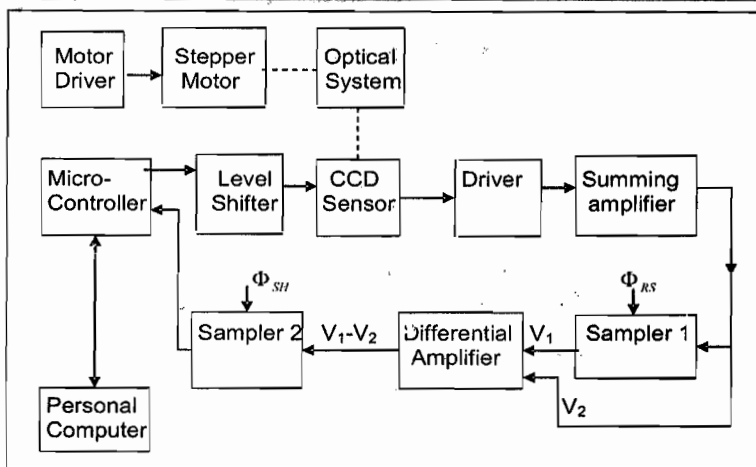 Motor
Driver
Stepper
Motor
Optical
System
Micro-
Controller
Level
Shifter
CCD
Sensor
Driver
Summing
amplifier
Φ_SH
Φ_RS
Sampler 2
V₁-V₂
Differential
Amplifier
V₁
Sampler 1
V₂
Personal
Computer